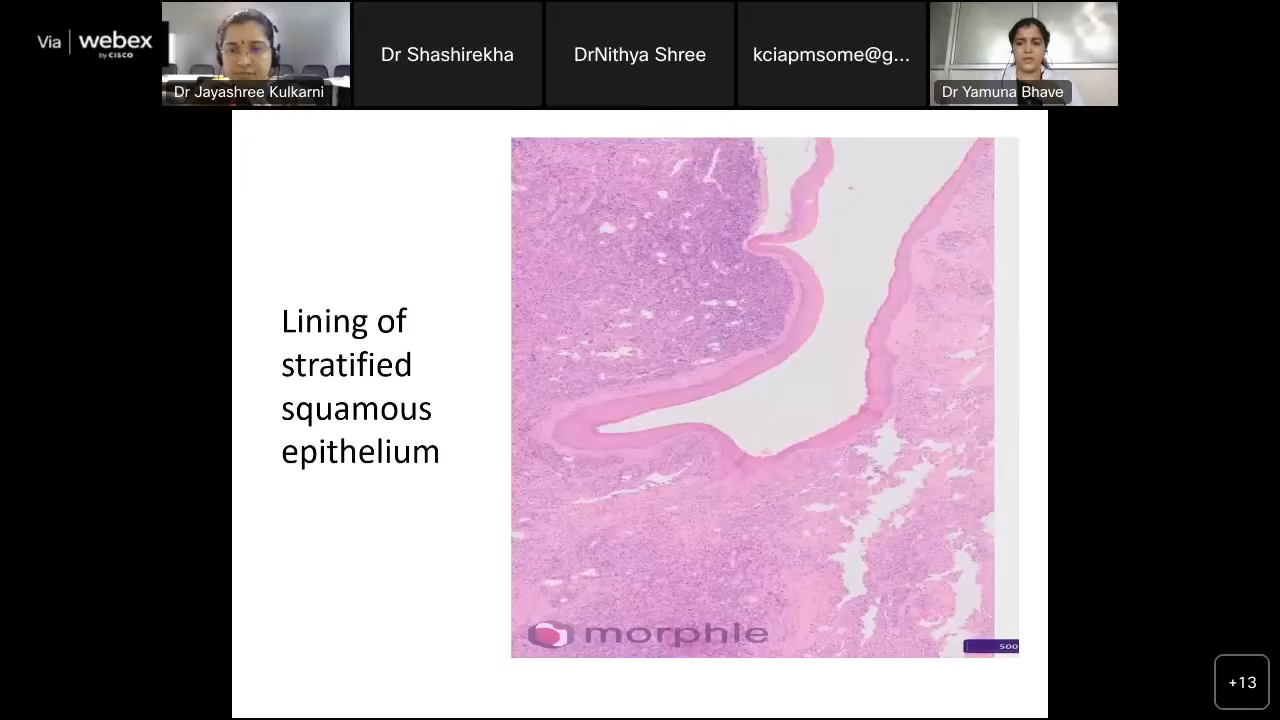 Via | webex
by CISCO
Dr Jayashree Kulkarni
Dr Shashirekha
DrNithya Shree
kciapmsome@g...
Dr Yamuna Bhave
Lining of
stratified
squamous
epithelium
morphle
500
+13